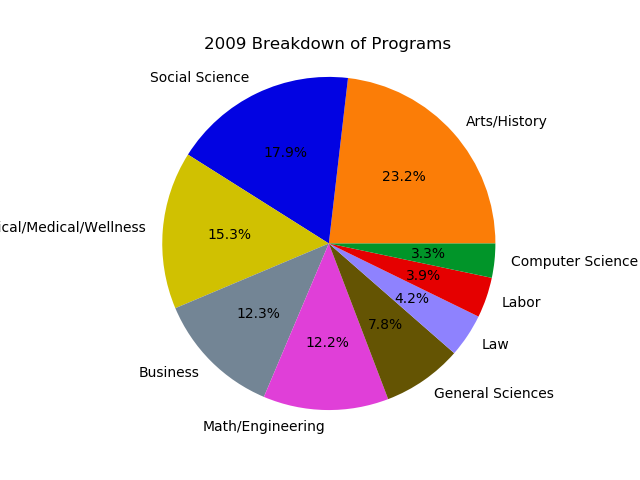 2009 Breakdown of Programs
Social Science
Arts/History
17.9%
23.2%
ical/Medical/Wellness
15.3%
3.3%
Computer Science
3.9%
4.2%
Labor
12.3%
7.8%
Law
12.2%
Business
General Sciences
Math/Engineering